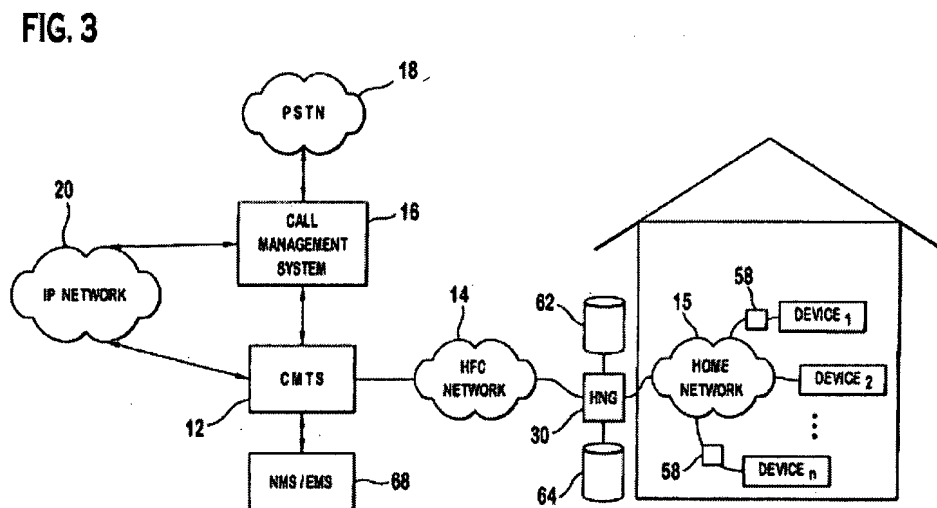 FIG. 3
18
PSTN
20
CALL
MANAGEMENT
SYSTEM
16
IP NETWORK
14
62
58
15
DEVICE 1
CMTS
HFC
NETWORK
HNG
HOME
NETWORK
DEVICE 2
12
30
NMS / EMS
68
64
58
DEVICE n